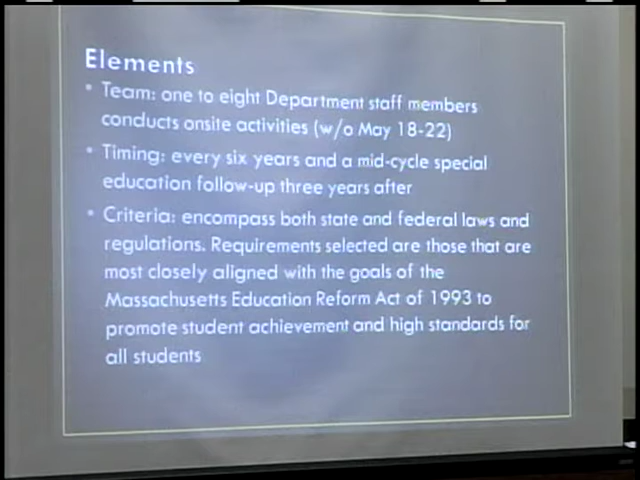 Elements
• Team: one to eight Department staff members
conducts onsite activities (w/o May 18-22)
• Timing: every six years and a mid-cycle special
education follow-up three years after
• Criteria: encompass both state and federal laws and
regulations. Requirements selected are those that are
most closely aligned with the goals of the
Massachusetts Education Reform Act of 1993 to
promote student achievement and high standards for
all students